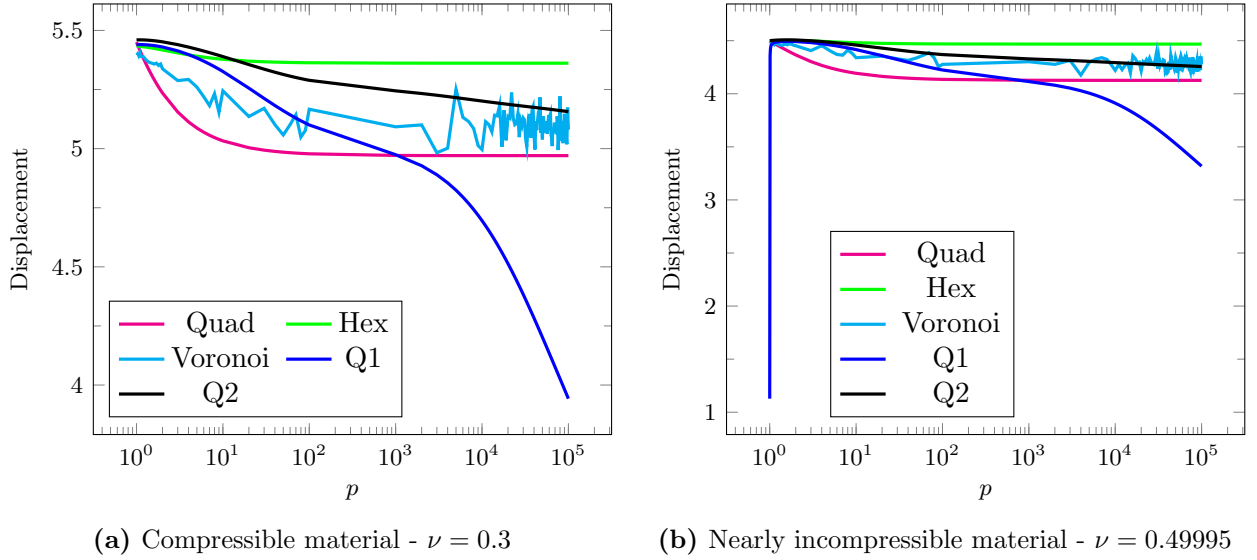 5.5
5
4.5
4
Displacement
10^0 10^1 10^2 10^3 10^4 10^5
p
Quad Hex
Voronoi Q1
Q2
(a) Compressible material - ν = 0.3
4
3
2
1
Displacement
10^0 10^1 10^2 10^3 10^4 10^5
p
Quad
Hex
Voronoi
Q1
Q2
(b) Nearly incompressible material - ν = 0.49995